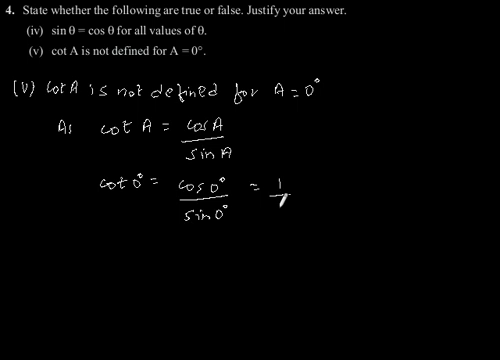 4. State whether the following are true or false. Justify your answer.
(iv) sin θ = cos θ for all values of θ.
(v) cot A is not defined for A = 0°.
(V) Cot A is not defined for A = 0°
As cot A = cos A / sin A
cot 0° = cos 0° / sin 0° = 1 /